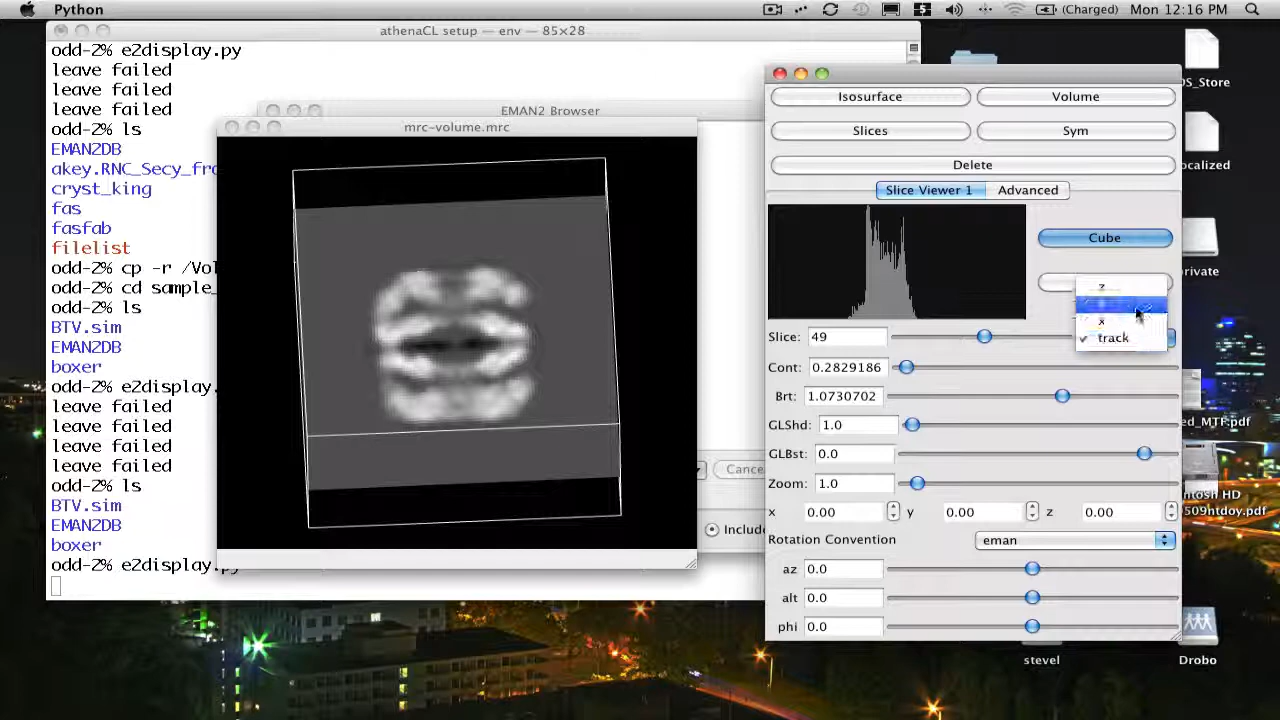 Python
(Charged) Mon 12:16 PM
athenaCL setup — env — 85×28
odd-2% e2display.py
leave failed
leave failed
leave failed
odd-2% ls
EMAN2DB
akey.RNC_Secy_fro
cryst_king
fas
fasfab
filelist
odd-2% cp -r /Vol
odd-2% cd sample_
odd-2% ls
BTV.sim
EMAN2DB
boxer
odd-2% e2display.p
leave failed
leave failed
leave failed
leave failed
odd-2% ls
BTV.sim
EMAN2DB
boxer
odd-2% e2display.py
EMAN2 Browser
mrc-volume.mrc
Cance
Include
Isosurface
Volume
Slices
Sym
Delete
Slice Viewer 1
Advanced
Cube
z
x
track
Slice: 49
Cont: 0.2829186
Brt: 1.0730702
GLShd: 1.0
GLBst: 0.0
Zoom: 1.0
x 0.00 y 0.00 z 0.00
Rotation Convention eman
az 0.0
alt 0.0
phi 0.0
OS_Store
ocalized
rivate
ed_MTF.pdf
ntosh HD
509ntdoy.pdf
stevel
Drobo